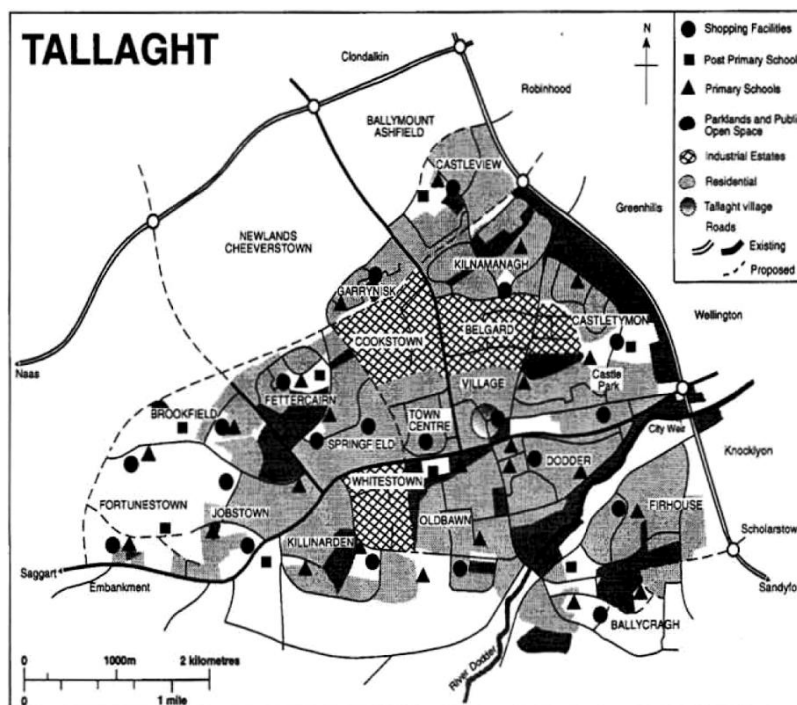 TALLAGHT
Clondalkin
N
Robinhood
BALLYMOUNT
ASHFIELD
CASTLEVIEW
Greenhills
NEWLANDS
CHEEVERSTOWN
KILNAMANAGH
GARRYNISK
COOKSTOWN
BELGARD
CASTLETYMON
Wellington
Naas
FETTERCAIRN
VILLAGE
Castle
Park
BROOKFIELD
SPRINGFIELD
TOWN
CENTRE
City Weir
Knocklyon
WHITESTOWN
DODDER
FORTUNESTOWN
JOBSTOWN
OLDBAWN
FIRHOUSE
KILLINARDEN
Scholarstow
Saggart
Embankment
Sandyfo
BALLYCRAGH
River Dodder
0 1000m 2 kilometres
0 1 mile
Shopping Facilities
Post Primary School
Primary Schools
Parklands and Public
Open Space
Industrial Estates
Residential
Tallaght village
Roads
Existing
Proposed